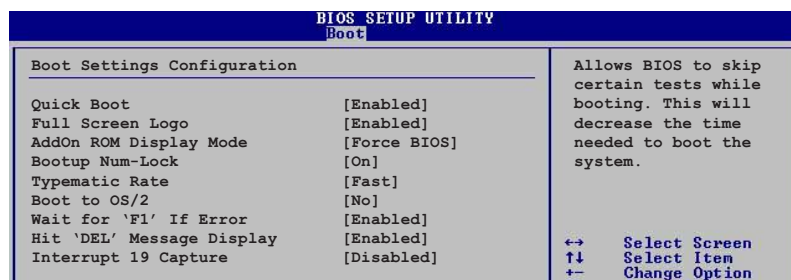 BIOS SETUP UTILITY
Boot
Boot Settings Configuration
Quick Boot [Enabled]
Full Screen Logo [Enabled]
AddOn ROM Display Mode [Force BIOS]
Bootup Num-Lock [On]
Typematic Rate [Fast]
Boot to OS/2 [No]
Wait for ‘F1’ If Error [Enabled]
Hit ‘DEL’ Message Display [Enabled]
Interrupt 19 Capture [Disabled]
Allows BIOS to skip
certain tests while
booting. This will
decrease the time
needed to boot the
system.
↔ Select Screen
↑↓ Select Item
+- Change Option